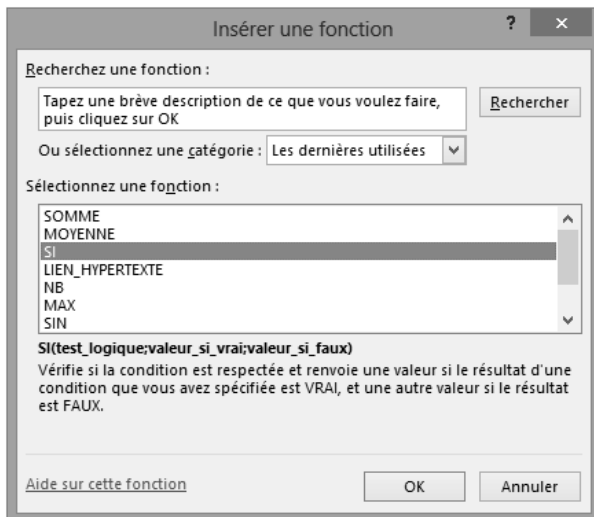 Insérer une fonction
? ×
Recherchez une fonction :
Tapez une brève description de ce que vous voulez faire,
puis cliquez sur OK
Rechercher
Ou sélectionnez une catégorie : Les dernières utilisées
Sélectionnez une fonction :
SOMME
MOYENNE
SI
LIEN_HYPERTEXTE
NB
MAX
SIN
SI(test_logique;valeur_si_vrai;valeur_si_faux)
Vérifie si la condition est respectée et renvoie une valeur si le résultat d'une
condition que vous avez spécifiée est VRAI, et une autre valeur si le résultat
est FAUX.
Aide sur cette fonction
OK
Annuler